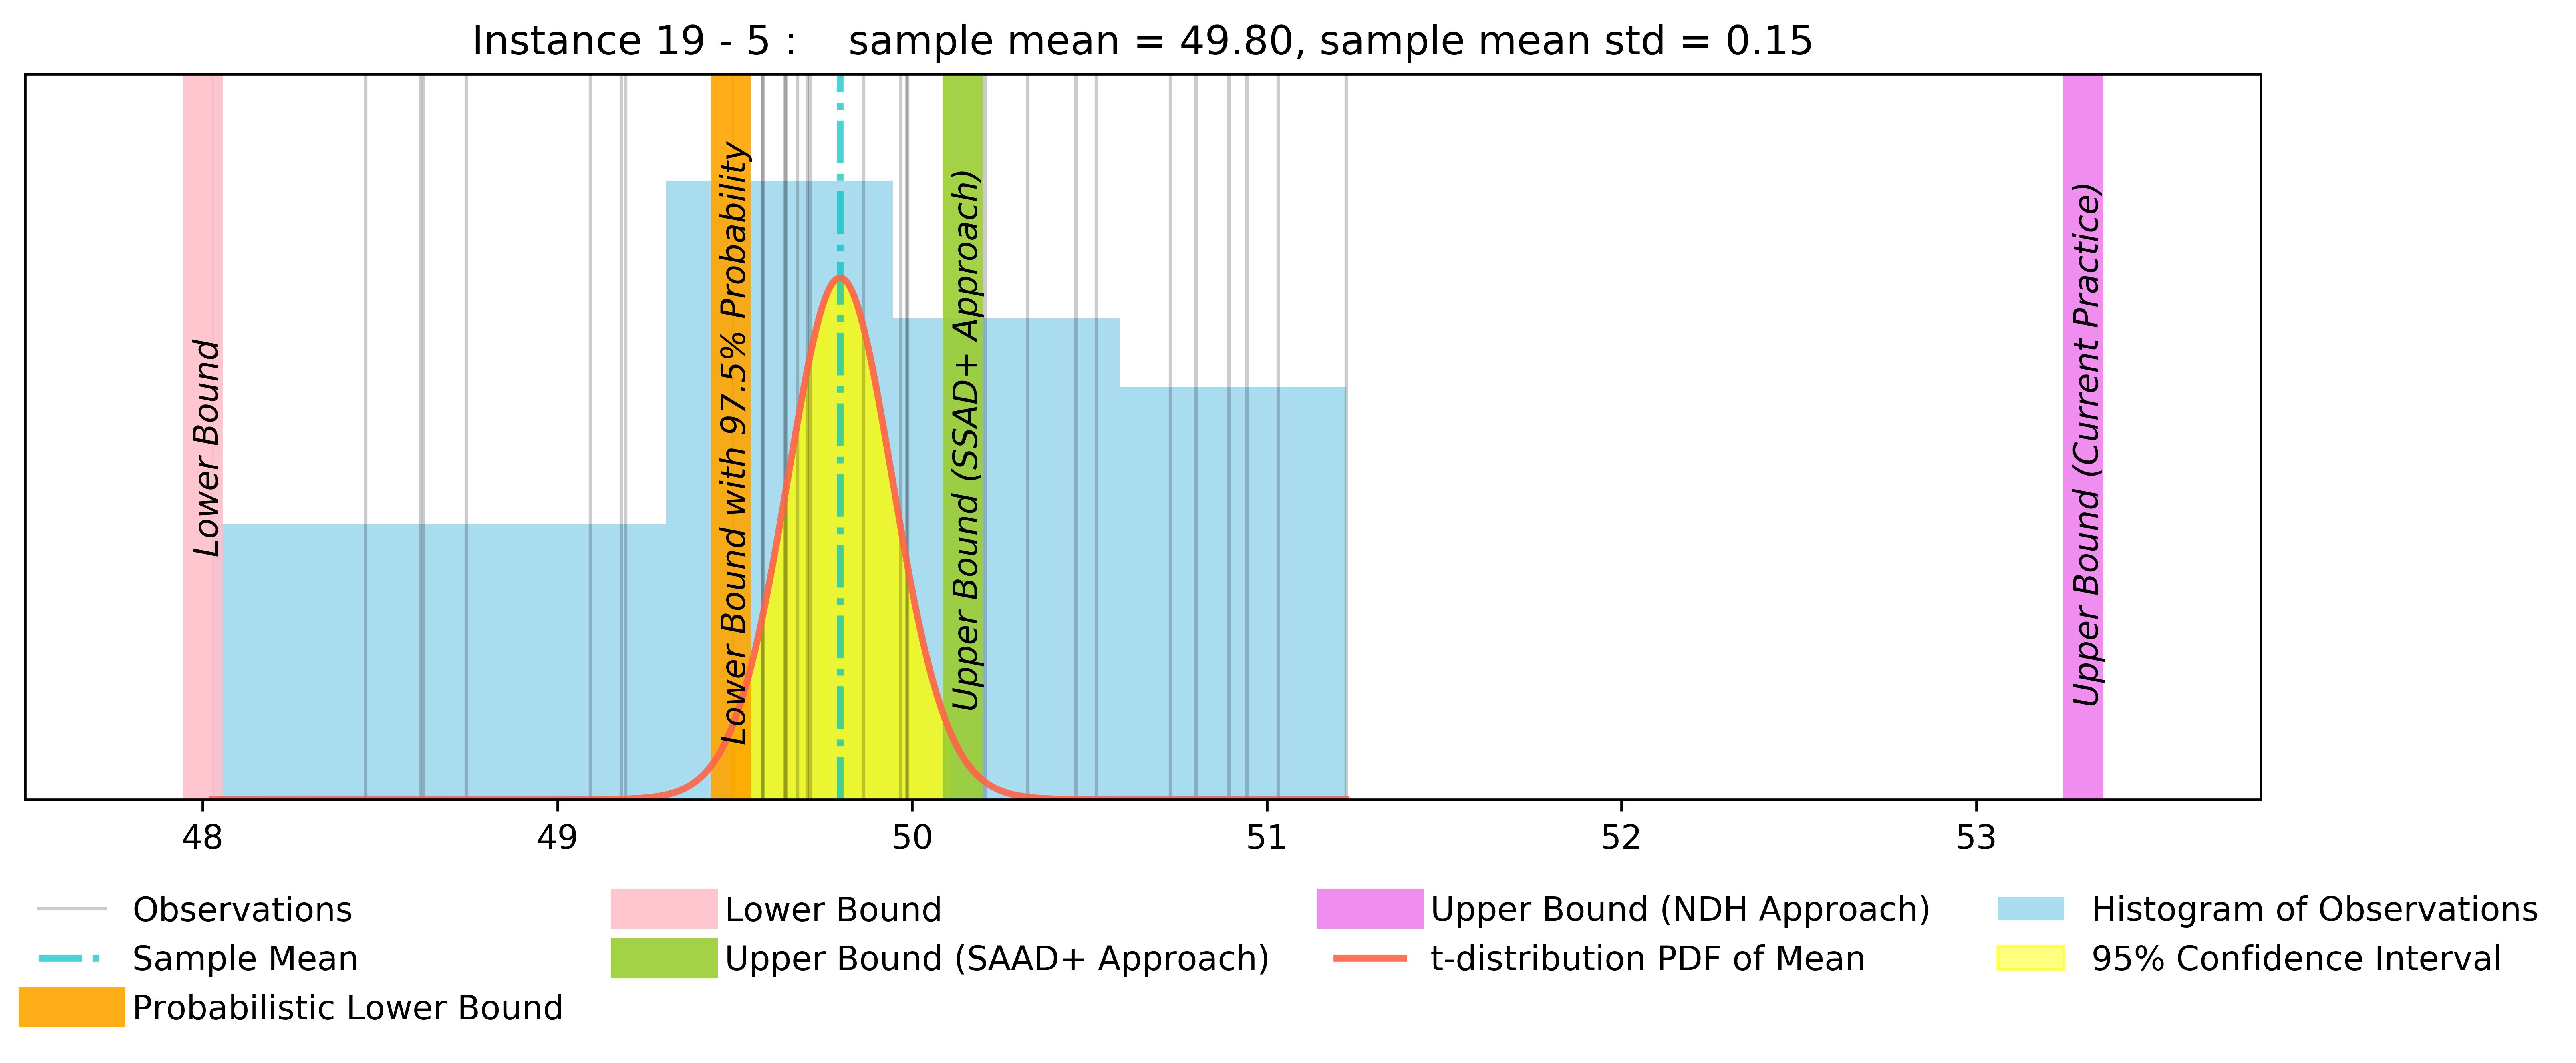 Instance 19 - 5 :    sample mean = 49.80, sample mean std = 0.15
Lower Bound
Lower Bound with 97.5% Probability
Upper Bound (SSAD+ Approach)
Upper Bound (Current Practice)
48 49 50 51 52 53
Observations
Sample Mean
Probabilistic Lower Bound
Lower Bound
Upper Bound (SAAD+ Approach)
Upper Bound (NDH Approach)
t-distribution PDF of Mean
Histogram of Observations
95% Confidence Interval